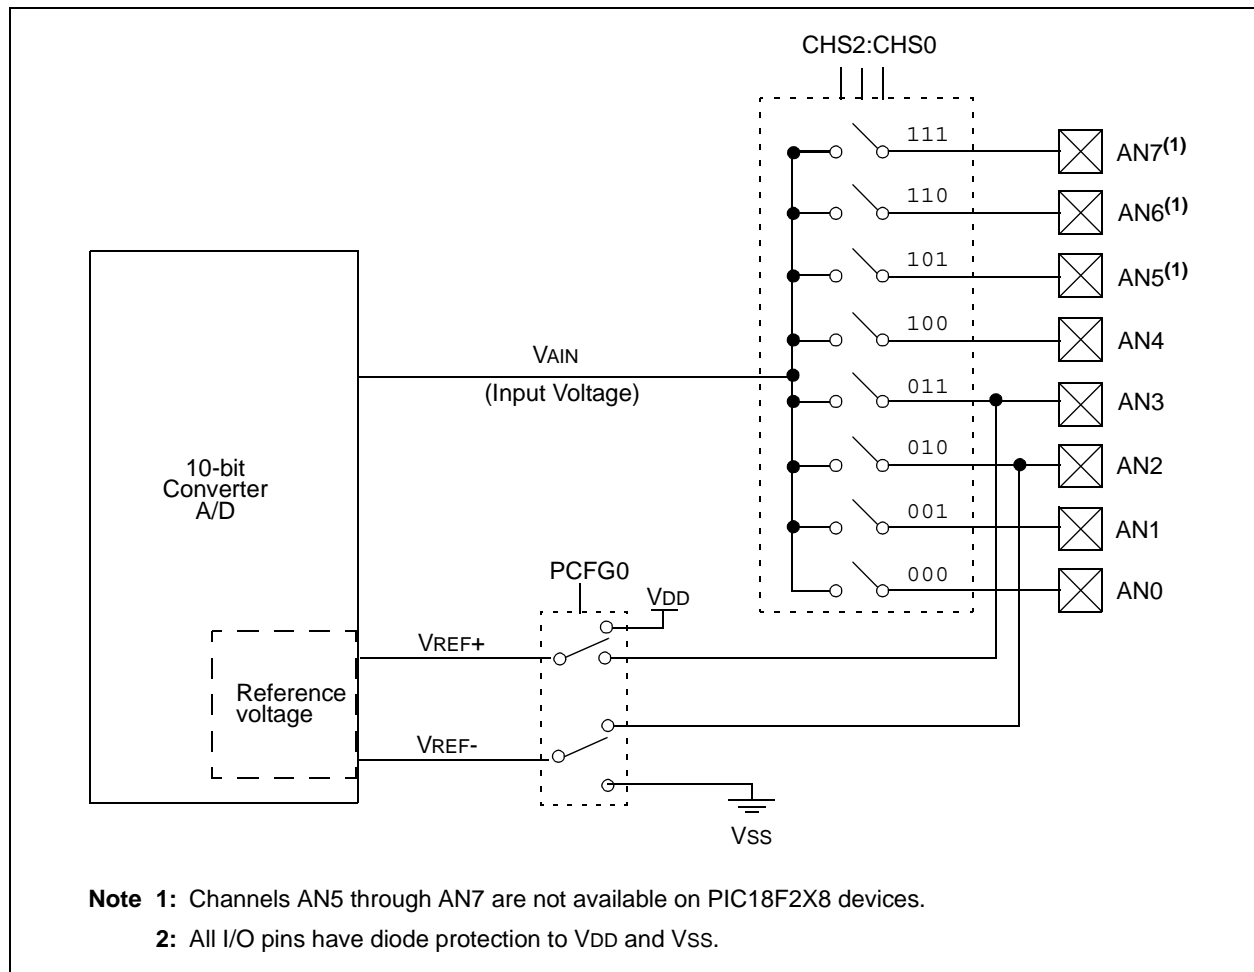 CHS2:CHS0
111
AN7(1)
110
AN6(1)
101
AN5(1)
100
AN4
VAIN
(Input Voltage)
011
AN3
010
AN2
10-bit
Converter
A/D
001
AN1
PCFG0
000
AN0
VDD
VREF+
Reference
voltage
VREF-
VSS
Note 1: Channels AN5 through AN7 are not available on PIC18F2X8 devices.
2: All I/O pins have diode protection to VDD and VSS.